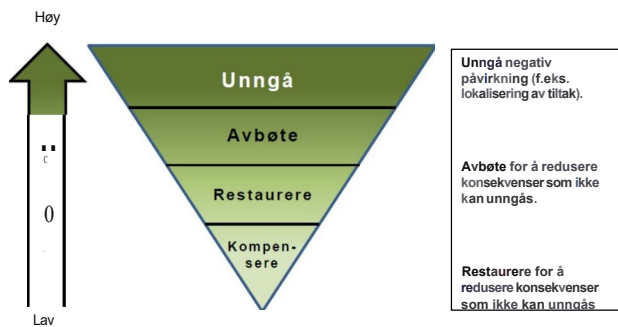 Høy
Unngå
Avbøte
Restaurere
Kompen-
sere
Lav
Unngå negativ
påvirkning (f.eks.
lokalisering av tiltak).
Avbøte for å redusere
konsekvenser som ikke
kan unngås.
Restaurere for å
redusere konsekvenser
som ikke kan unngås